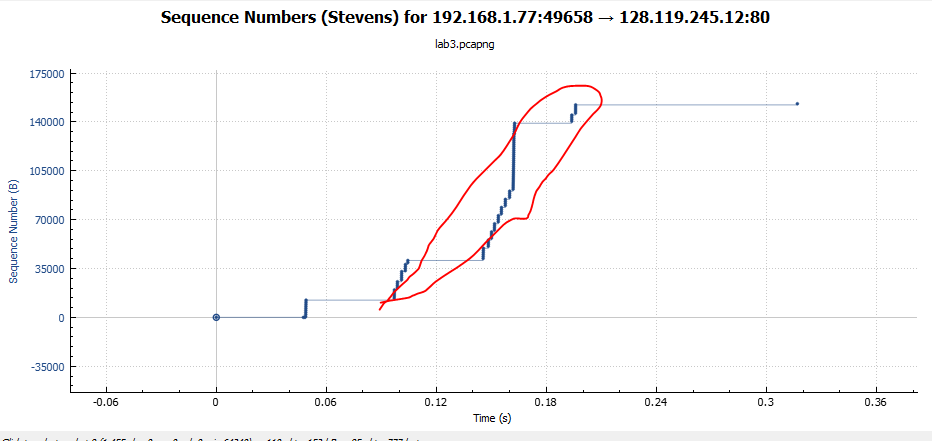 Sequence Numbers (Stevens) for 192.168.1.77:49658 → 128.119.245.12:80
lab3.pcapng
175000
140000
105000
70000
35000
0
-35000
Sequence Number (B)
-0.06 0 0.06 0.12 0.18 0.24 0.3 0.36
Time (s)